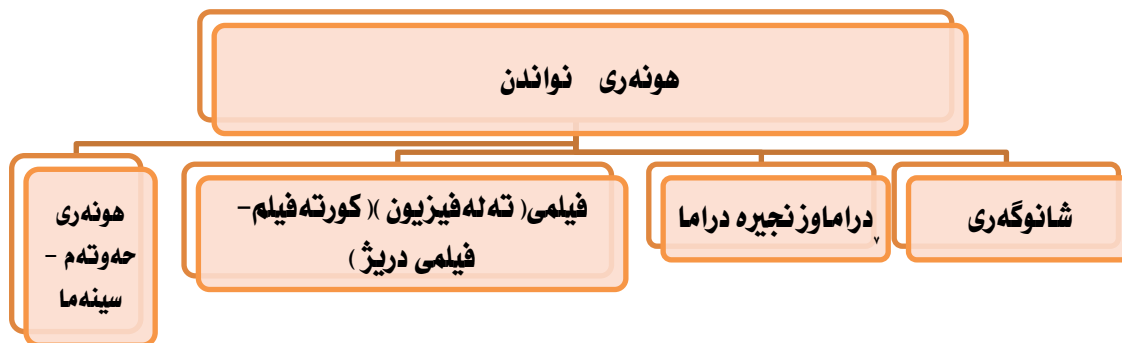 هونەری نواندن
شانوگەری
دراماوزنجیرە دراما
فیلمی( تەلەفیزیون )( کورتەفیلم-
فیلمی دریژ )
هونەری
حەوتەم -
سینەما